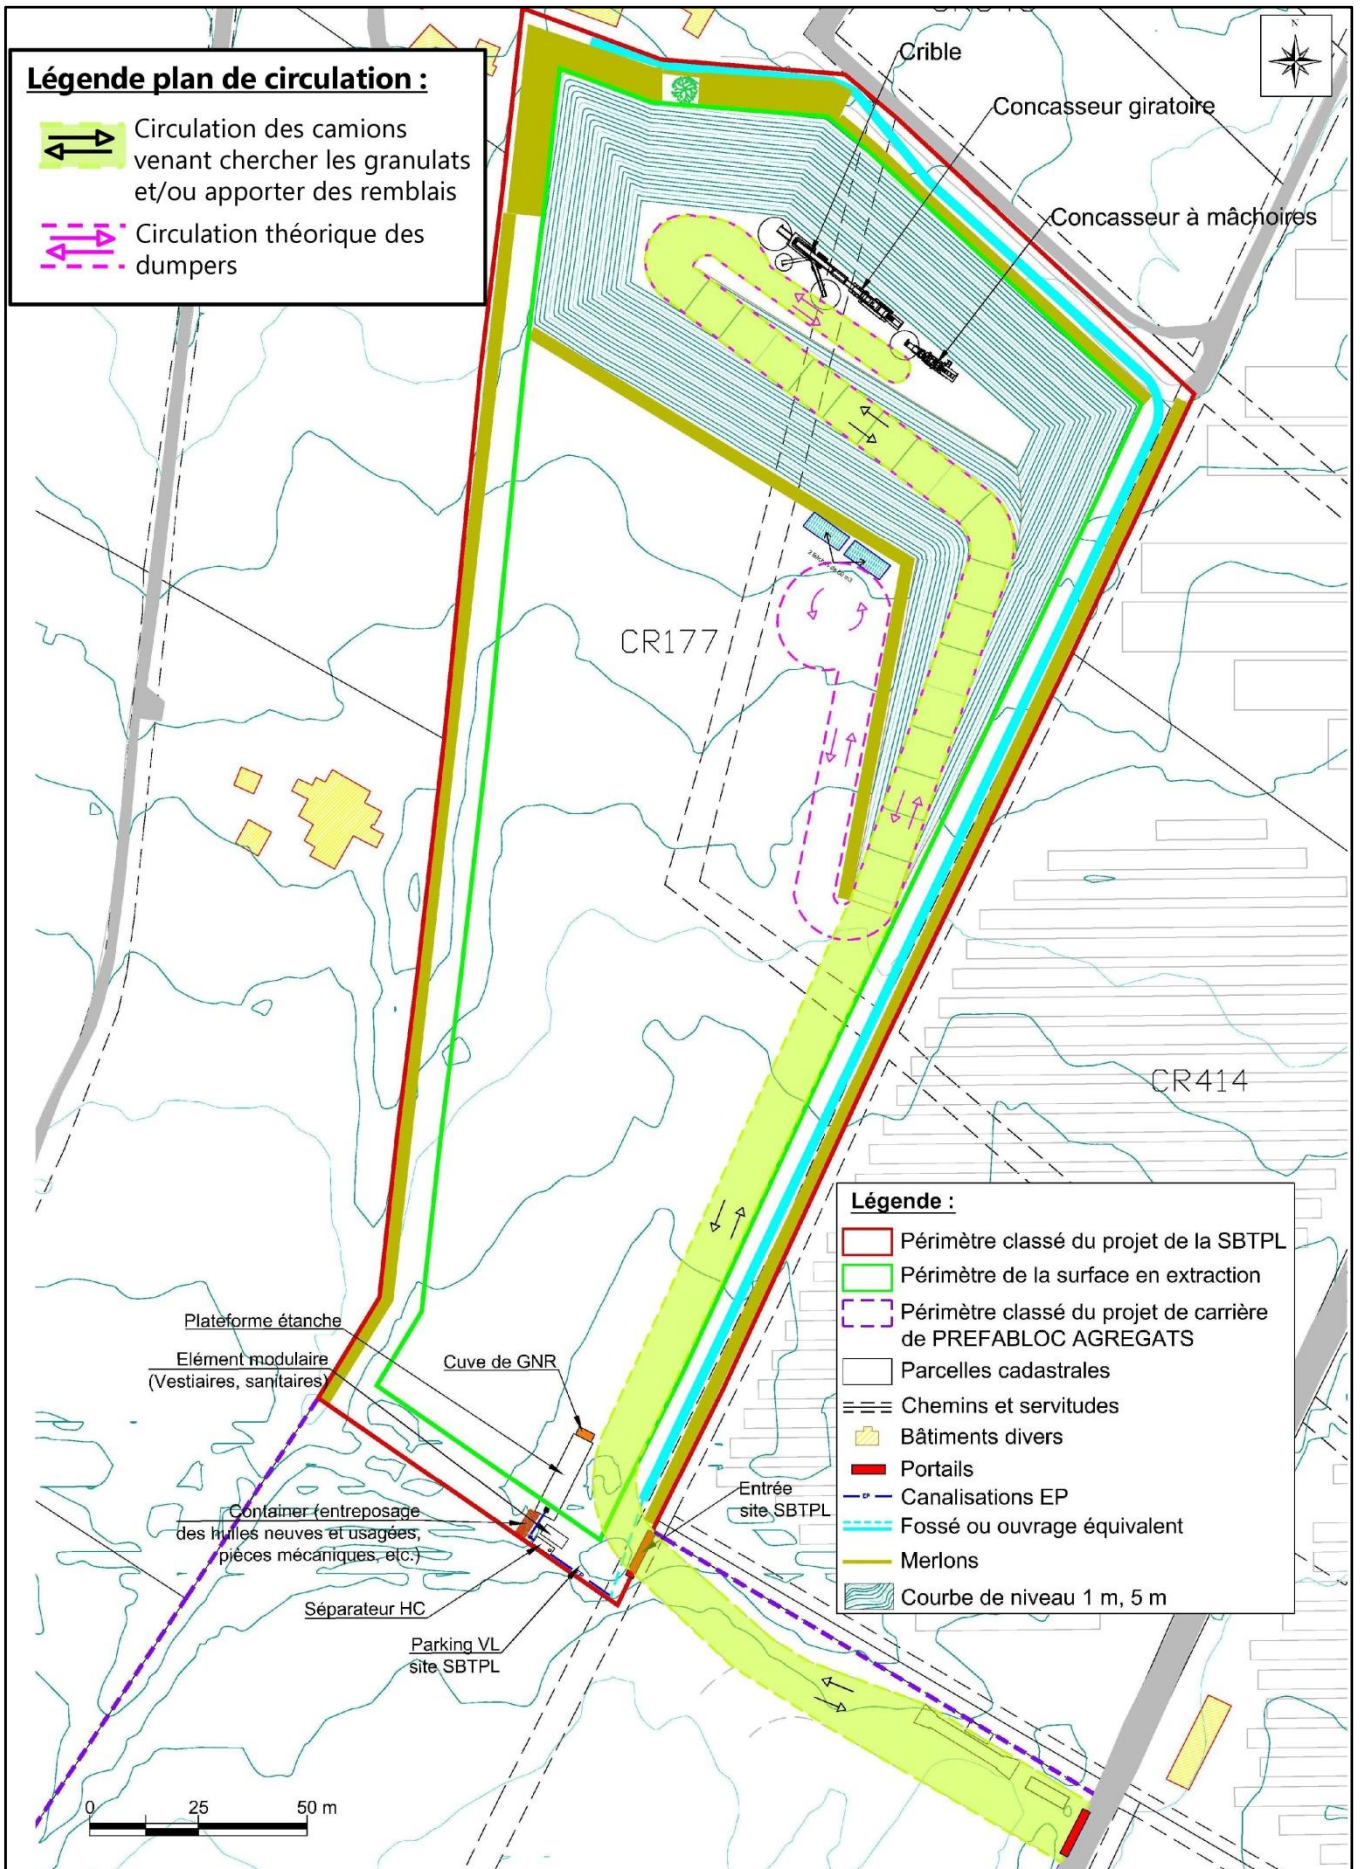 N
Légende plan de circulation :
Circulation des camions
venant chercher les granulats
et/ou apporter des remblais
Circulation théorique des
dumpers
Crible
Concasseur giratoire
Concasseur à mâchoires
CR177
CR414
Plateforme étanche
Elément modulaire
(Vestiaires, sanitaires)
Cuve de GNR
Container (entreposage
des huiles neuves et usagées,
pièces mécaniques, etc.)
Séparateur HC
Parking VL
site SBTPL
Entrée
site SBTPL
Légende :
Périmètre classé du projet de la SBTPL
Périmètre de la surface en extraction
Périmètre classé du projet de carrière
de PREFABLOC AGREGATS
Parcelles cadastrales
Chemins et servitudes
Bâtiments divers
Portails
EP Canalisations EP
Fossé ou ouvrage équivalent
Merlons
Courbe de niveau 1 m, 5 m
0 25 50 m